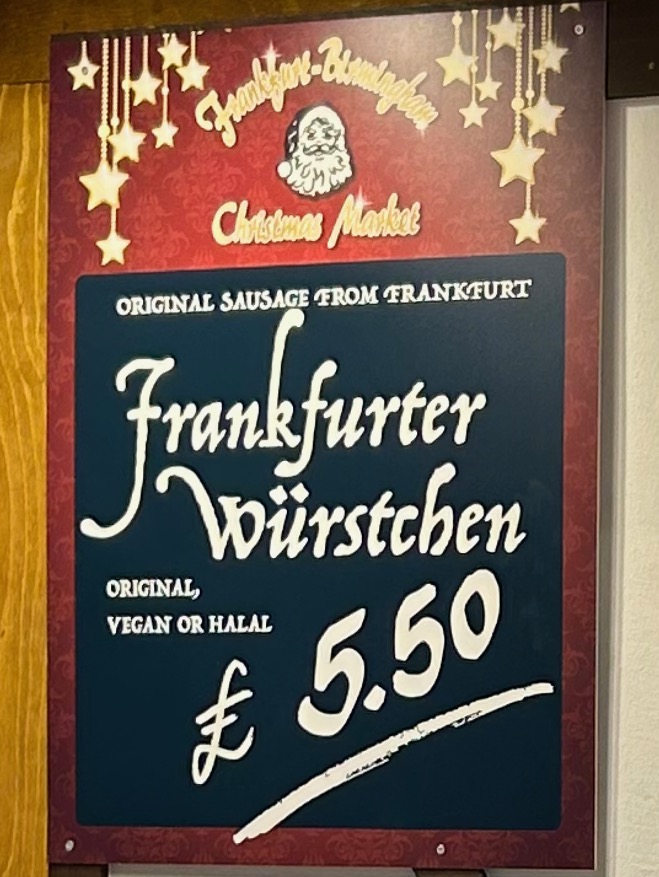 Frankfurt-Birmingham
Christmas Market
ORIGINAL SAUSAGE FROM FRANKFURT
Frankfurter
würstchen
ORIGINAL,
VEGAN OR HALAL
£ 5.50